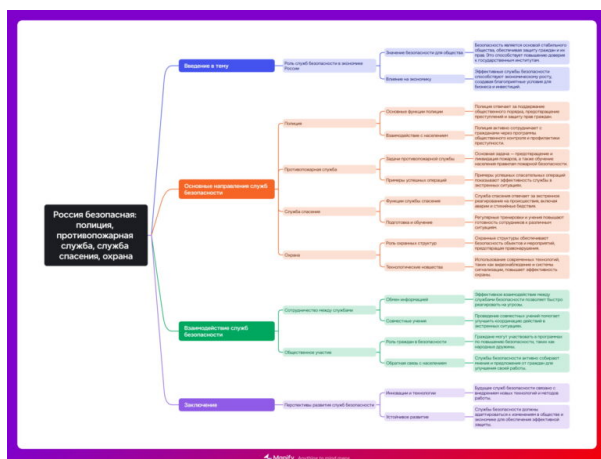 Россия безопасная:
полиция,
противопожарная
служба, служба
спасения, охрана
Введение в тему
Роль служб безопасности в экономике
России
Значение безопасности для общества
Безопасность является основой стабильного
общества, обеспечивая защиту граждан и их
прав. Это способствует повышению доверия
к государственным институтам.
Влияние на экономику
Эффективные службы безопасности
способствуют экономическому росту,
создавая благоприятные условия для
бизнеса и инвестиций.
Основные направления служб
безопасности
Полиция
Основные функции полиции
Полиция отвечает за поддержание
общественного порядка, предотвращение
преступлений и защиту прав граждан.
Взаимодействие с населением
Полиция активно сотрудничает с
гражданами через программы
общественного контроля и профилактики
преступности.
Противопожарная служба
Задачи противопожарной службы
Основная задача — предотвращение и
ликвидация пожаров, а также обучение
населения правилам пожарной безопасности.
Примеры успешных операций
Примеры успешных спасательных операций
показывают эффективность службы в
экстренных ситуациях.
Служба спасения
Функции службы спасения
Служба спасения отвечает за экстренное
реагирование на происшествия, включая
аварии и стихийные бедствия.
Подготовка и обучение
Регулярные тренировки и учения повышают
готовность сотрудников к различным
ситуациям.
Охрана
Роль охранных структур
Охранные структуры обеспечивают
безопасность объектов и мероприятий,
предотвращая правонарушения.
Технологические новшества
Использование современных технологий,
таких как видеонаблюдение и системы
сигнализации, повышает эффективность
охраны.
Взаимодействие служб
безопасности
Сотрудничество между службами
Обмен информацией
Эффективное взаимодействие между
службами безопасности позволяет быстро
реагировать на угрозы.
Совместные учения
Проведение совместных учений помогает
улучшить координацию действий в
экстренных ситуациях.
Общественное участие
Роль граждан в безопасности
Граждане могут участвовать в программах
по повышению безопасности, таких как
народные дружины.
Обратная связь с населением
Службы безопасности активно собирают
мнения и предложения от граждан для
улучшения своей работы.
Заключение
Перспективы развития служб безопасности
Инновации и технологии
Будущее служб безопасности связано с
внедрением новых технологий и методов
работы.
Устойчивое развитие
Службы безопасности должны
адаптироваться к изменениям в обществе и
экономике для обеспечения эффективной
защиты.
Mapify